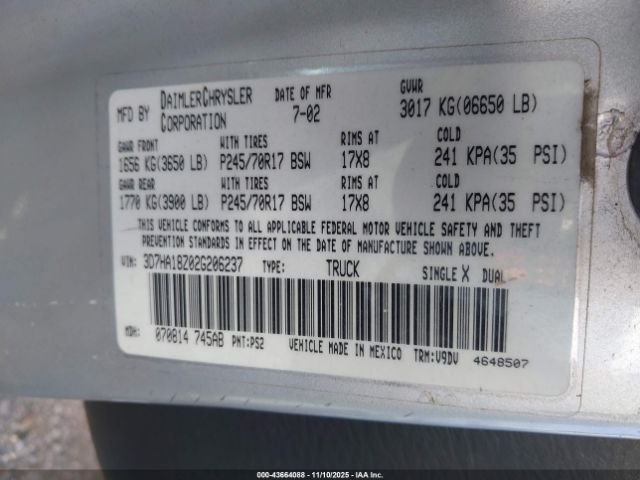 MFD BY DAIMLERCHRYSLER CORPORATION DATE OF MFR 7-02 GVWR 3017 KG(06650 LB)
GAWR FRONT WITH TIRES RIMS AT COLD
1656 KG(3650 LB) P245/70R17 BSW 17X8 241 KPA(35 PSI)
GAWR REAR WITH TIRES RIMS AT COLD
1770 KG(3900 LB) P245/70R17 BSW 17X8 241 KPA(35 PSI)
THIS VEHICLE CONFORMS TO ALL APPLICABLE FEDERAL MOTOR VEHICLE SAFETY AND THEFT
PREVENTION STANDARDS IN EFFECT ON THE DATE OF MANUFACTURE SHOWN ABOVE.
VIN: 3D7HA18Z02G206237 TYPE: TRUCK SINGLE X DUAL
MDH: 070814 745AB PNT:PS2 VEHICLE MADE IN MEXICO TRM:V9DV 4648507
000-43664088 - 11/10/2025 - IAA, Inc.